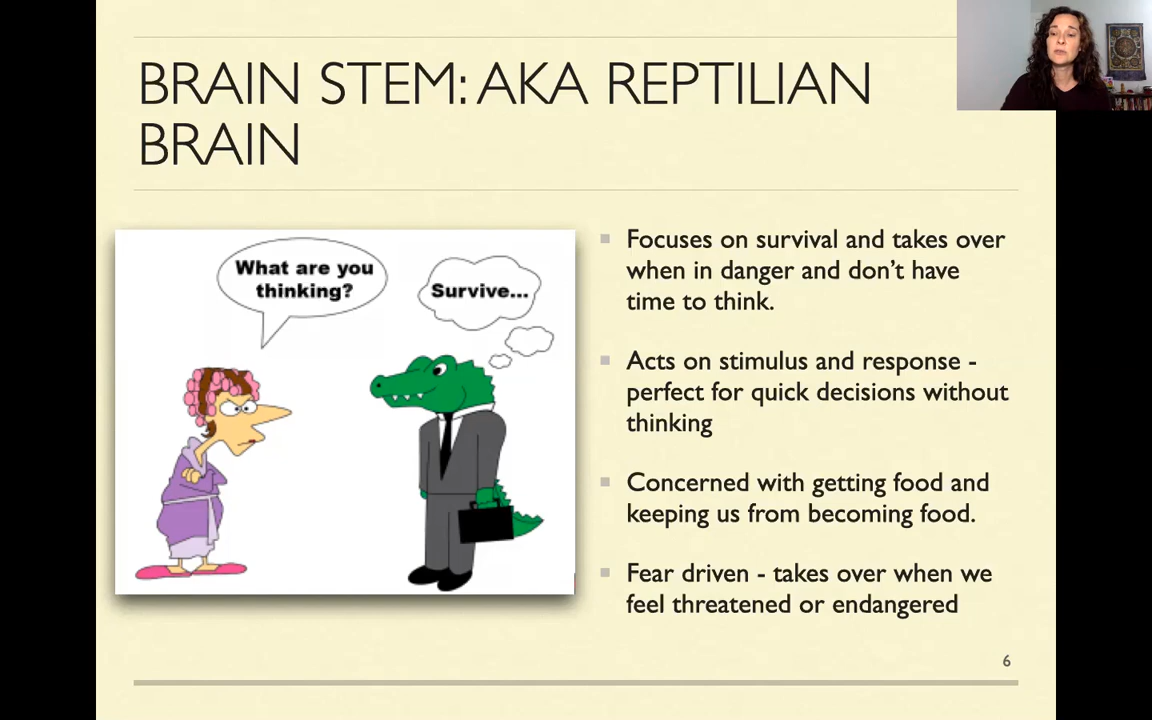 BRAIN STEM: AKA REPTILIAN
BRAIN
What are you
thinking?
Survive...
Focuses on survival and takes over
when in danger and don’t have
time to think.
Acts on stimulus and response -
perfect for quick decisions without
thinking
Concerned with getting food and
keeping us from becoming food.
Fear driven - takes over when we
feel threatened or endangered
6